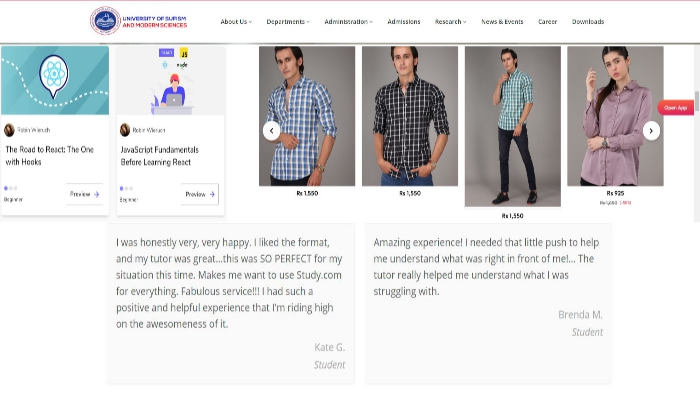 UNIVERSITY OF SUFISM
AND MODERN SCIENCES
About Us
Departments
Administration
Admissions
Research
News & Events
Career
Downloads
JS
Robin Wieruch
The Road to React: The One
with Hooks
Preview →
Beginner
Robin Wieruch
JavaScript Fundamentals
Before Learning React
Preview →
Beginner
Rs 1,550
Rs 1,550
Rs 1,550
Rs 925
Open App
I was honestly very, very happy. I liked the format,
and my tutor was great...this was SO PERFECT for my
situation this time. Makes me want to use Study.com
for everything. Fabulous service!!! I had such a
positive and helpful experience that I'm riding high
on the awesomeness of it.
Kate G.
Student
Amazing experience! I needed that little push to help
me understand what was right in front of me!... The
tutor really helped me understand what I was
struggling with.
Brenda M.
Student